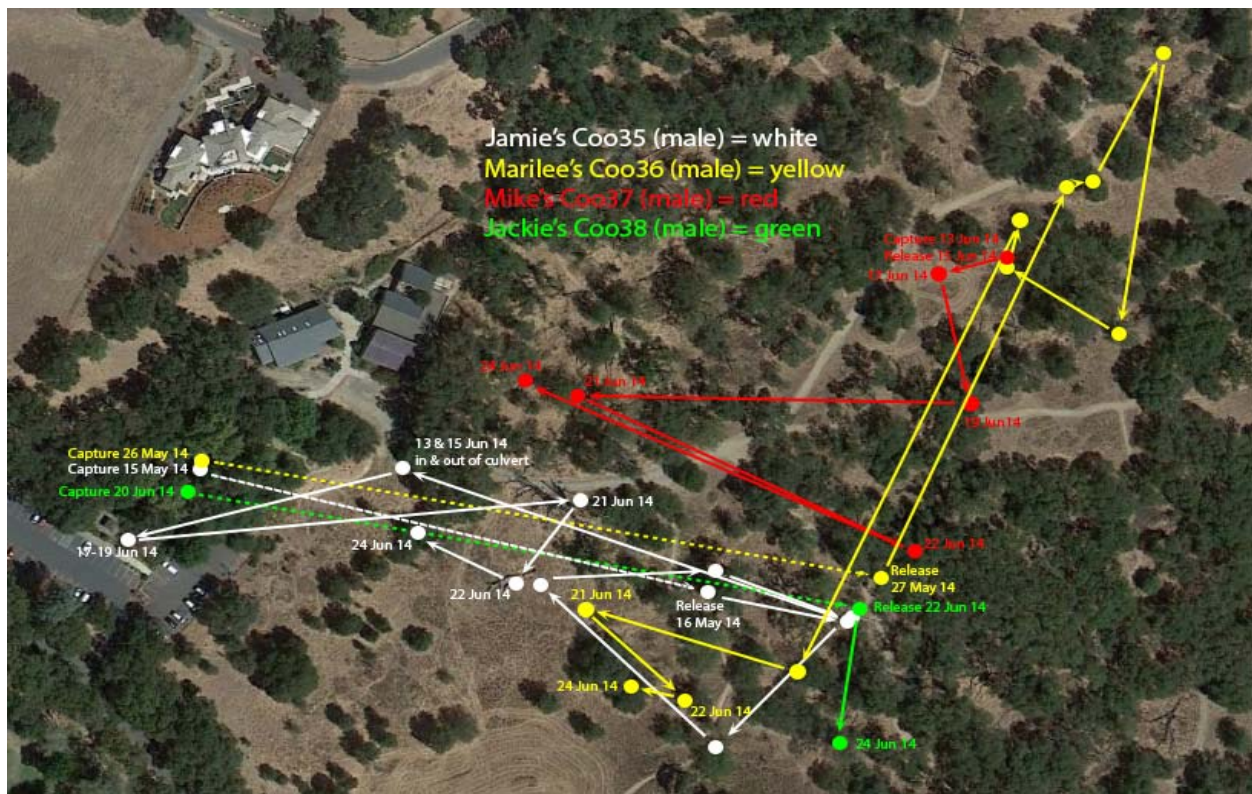 Jamie's Coo35 (male) = white
Marilee's Coo36 (male) = yellow
Mike's Coo37 (male) = red
Jackie's Coo38 (male) = green
Capture 13 Jun 14
Release 15 Jun 14
17 Jun 14
Jun 14
21 Jun 14
19 Jun14
13 & 15 Jun 14
in & out of culvert
Capture 26 May 14
Capture 15 May 14
Capture 20 Jun 14
21 Jun 14
24 Jun 14
17-19 Jun 14
22 Jun 14
Release
27 May 14
22 Jun 14
21 Jun 14
Release
16 May 14
Release 22 Jun 14
24 Jun 14
22 Jun 14
24 Jun 14